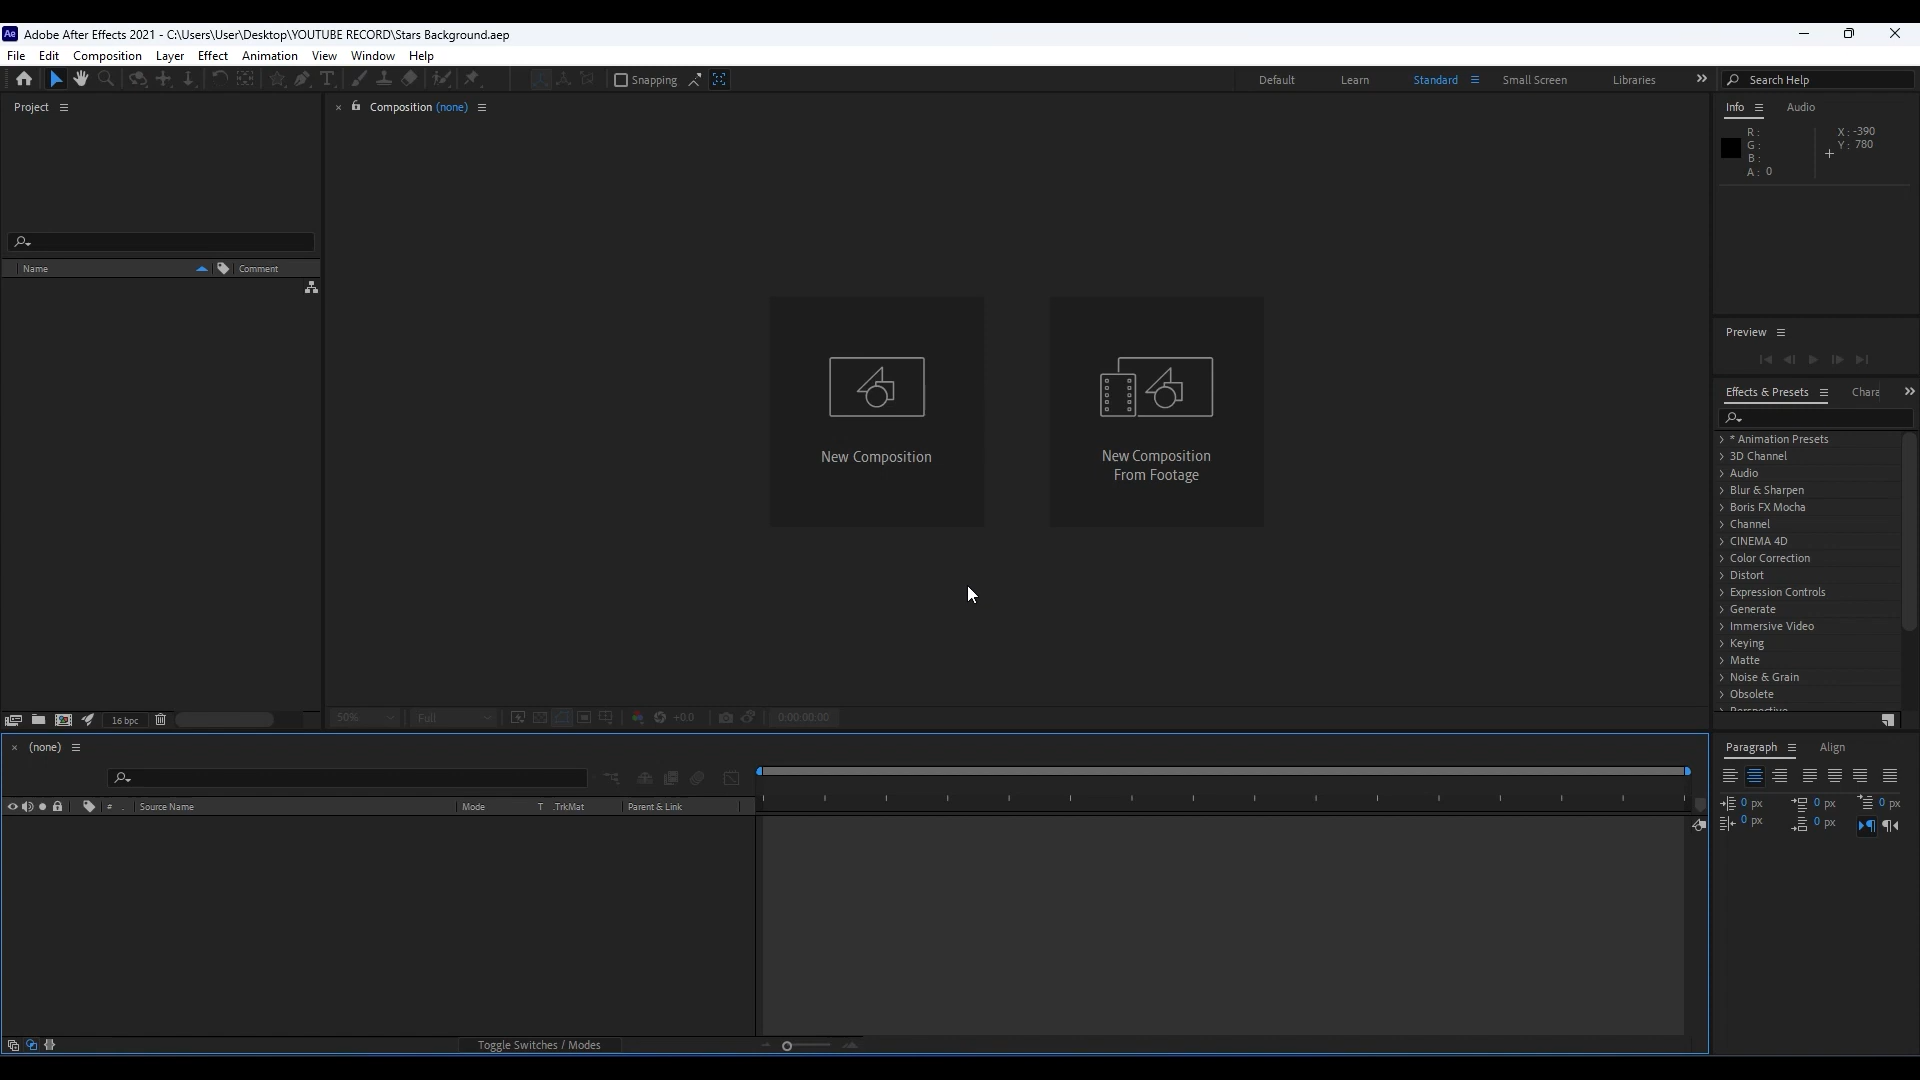 Ae Adobe After Effects 2021 - C:\Users\User\Desktop\YOUTUBE RECORD\Stars Background.aep
File Edit Composition Layer Effect Animation View Window Help
Snapping
Default Learn Standard Small Screen Libraries
Search Help
Project
Name Comment
16 bpc
Composition (none)
New Composition
New Composition
From Footage
50% Full +0.0 0:00:00:00
Info Audio
R:
G:
B:
A: 0
X: -390
Y: 780
Preview
Effects & Presets Chara
* Animation Presets
3D Channel
Audio
Blur & Sharpen
Boris FX Mocha
Channel
CINEMA 4D
Color Correction
Distort
Expression Controls
Generate
Immersive Video
Keying
Matte
Noise & Grain
Obsolete
(none)
# Source Name Mode T .TrkMat Parent & Link
Toggle Switches / Modes
Paragraph Align
0 px 0 px 0 px
0 px 0 px